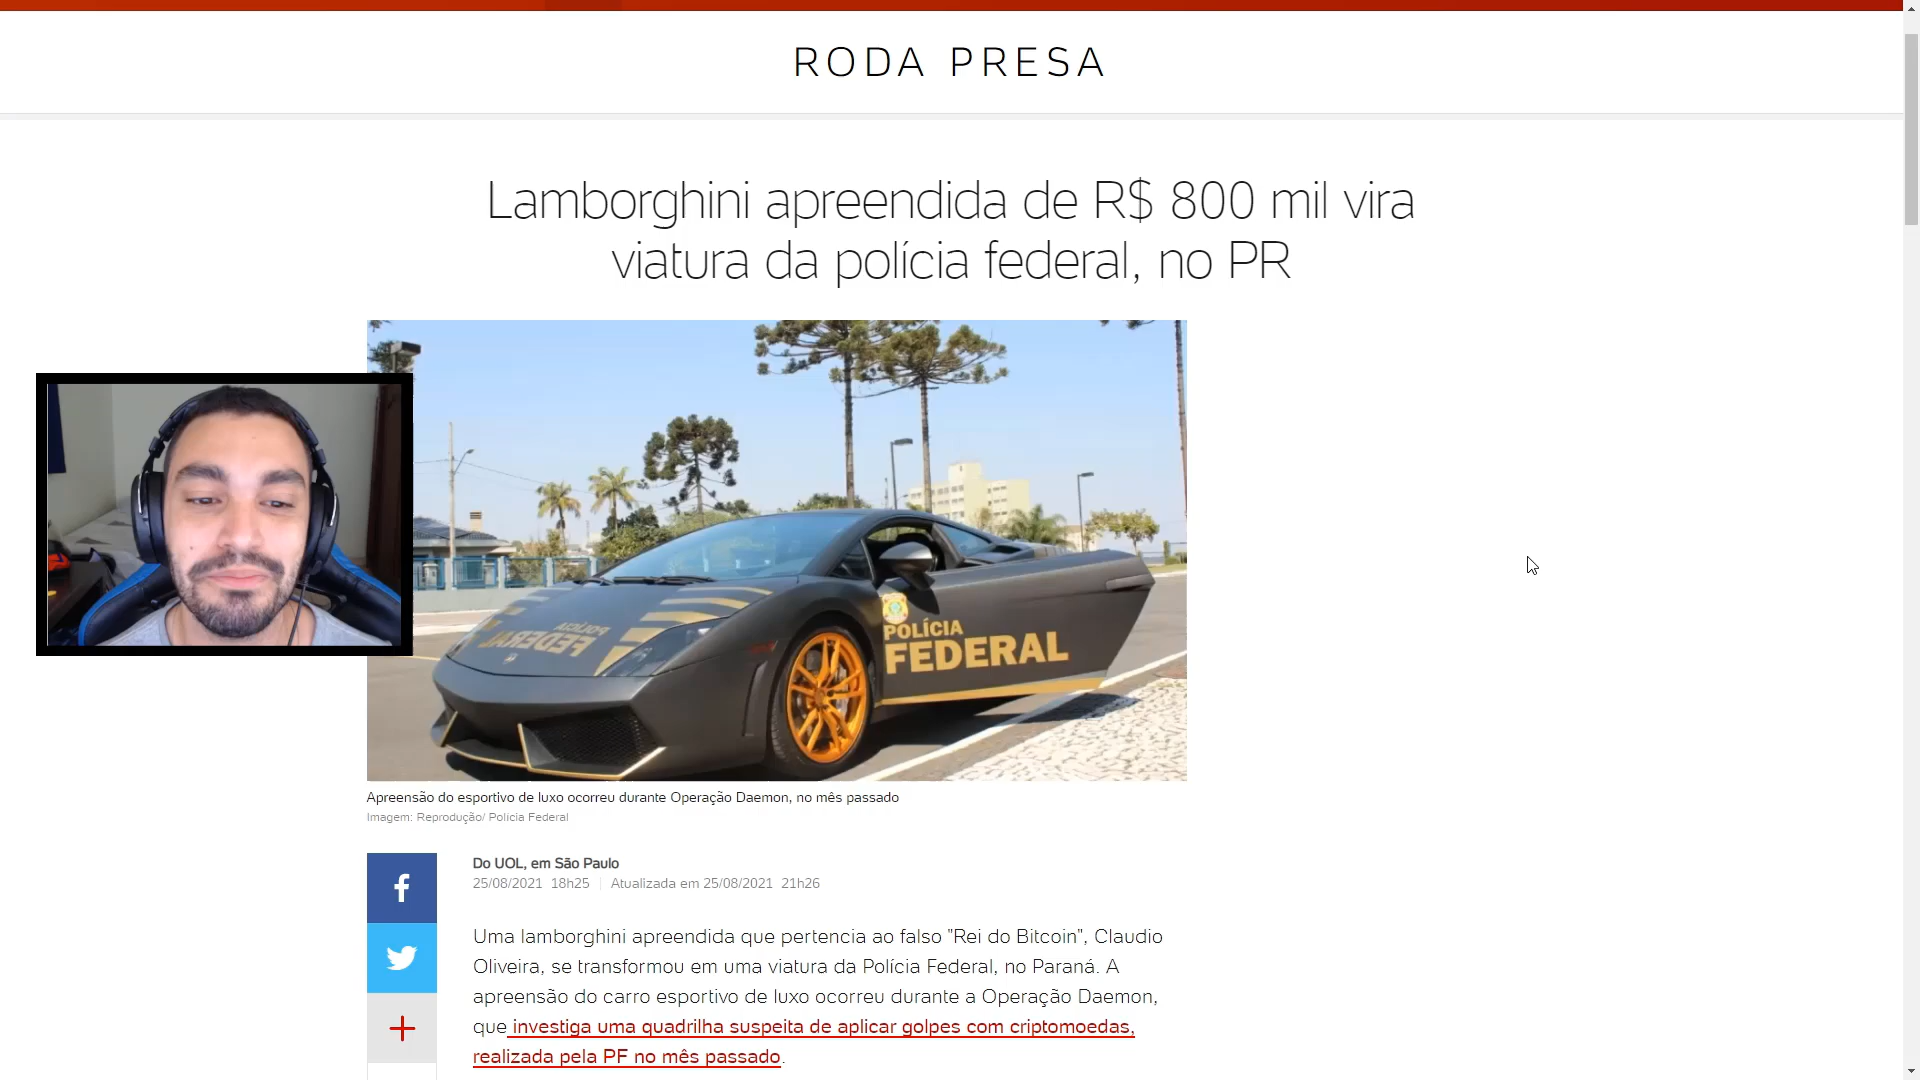 RODA PRESA
Lamborghini apreendida de R$ 800 mil vira
viatura da polícia federal, no PR
POLÍCIA
FEDERAL
POLÍCIA
FEDERAL
Apreensão do esportivo de luxo ocorreu durante Operação Daemon, no mês passado
Imagem: Reprodução/ Polícia Federal
Do UOL, em São Paulo
25/08/2021 18h25 | Atualizada em 25/08/2021 21h26
Uma lamborghini apreendida que pertencia ao falso "Rei do Bitcoin", Claudio
Oliveira, se transformou em uma viatura da Polícia Federal, no Paraná. A
apreensão do carro esportivo de luxo ocorreu durante a Operação Daemon,
que investiga uma quadrilha suspeita de aplicar golpes com criptomoedas,
realizada pela PF no mês passado.